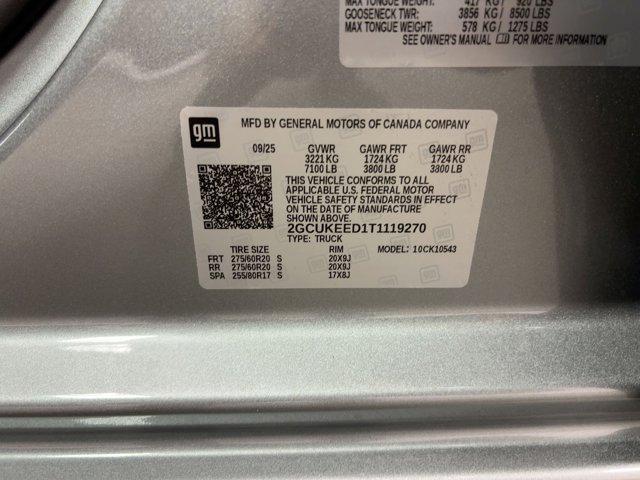 MAX TONGUE WEIGHT: 417 KG / 920 LBS
GOOSENECK TWR: 3856 KG / 8500 LBS
MAX TONGUE WEIGHT: 578 KG / 1275 LBS
SEE OWNER'S MANUAL FOR MORE INFORMATION
gm
MFD BY GENERAL MOTORS OF CANADA COMPANY
09/25 GVWR GAWR FRT GAWR RR
3221 KG 1724 KG 1724 KG
7100 LB 3800 LB 3800 LB
THIS VEHICLE CONFORMS TO ALL
APPLICABLE U.S. FEDERAL MOTOR
VEHICLE SAFETY STANDARDS IN EFFECT
ON THE DATE OF MANUFACTURE
SHOWN ABOVE.
2GCUKEED1T1119270
TYPE: TRUCK MODEL: 10CK10543
TIRE SIZE RIM
FRT 275/60R20 S 20X9J
RR 275/60R20 S 20X9J
SPA 255/80R17 S 17X8J